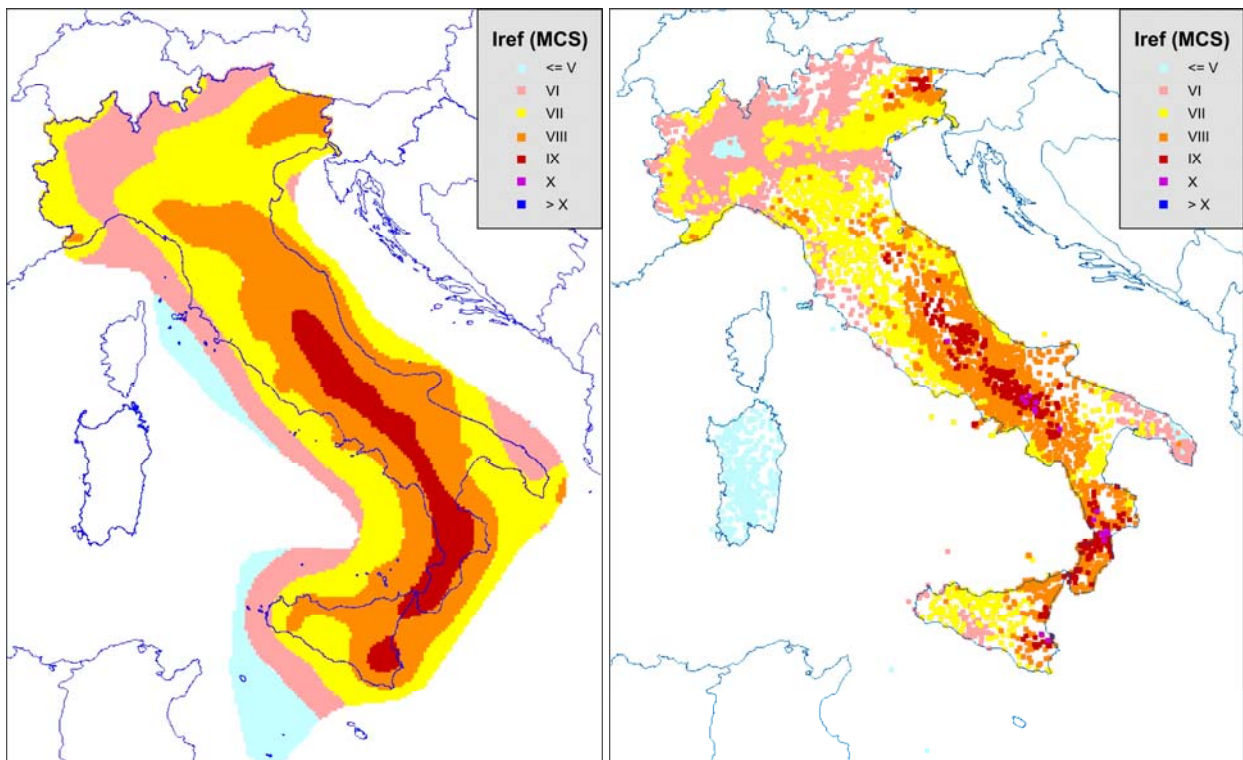 Iref (MCS)
<= V
VI
VII
VIII
IX
X
> X
Iref (MCS)
<= V
VI
VII
VIII
IX
X
> X